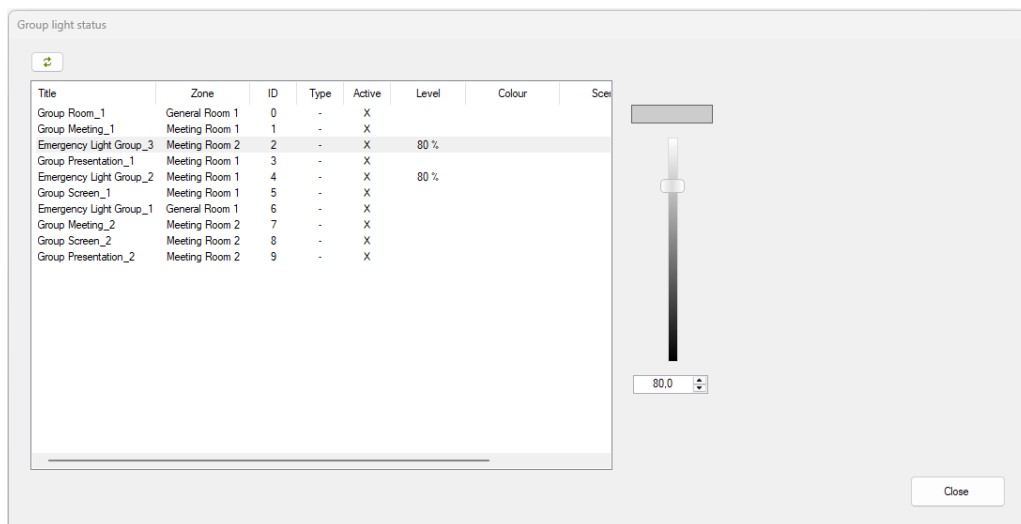 Group light status
Title Zone ID Type Active Level Colour Scer
Group Room_1 General Room 1 0 - X
Group Meeting_1 Meeting Room 1 1 - X
Emergency Light Group_3 Meeting Room 2 2 - X 80 %
Group Presentation_1 Meeting Room 1 3 - X
Emergency Light Group_2 Meeting Room 1 4 - X 80 %
Group Screen_1 Meeting Room 1 5 - X
Emergency Light Group_1 General Room 1 6 - X
Group Meeting_2 Meeting Room 2 7 - X
Group Screen_2 Meeting Room 2 8 - X
Group Presentation_2 Meeting Room 2 9 - X
80,0
Close